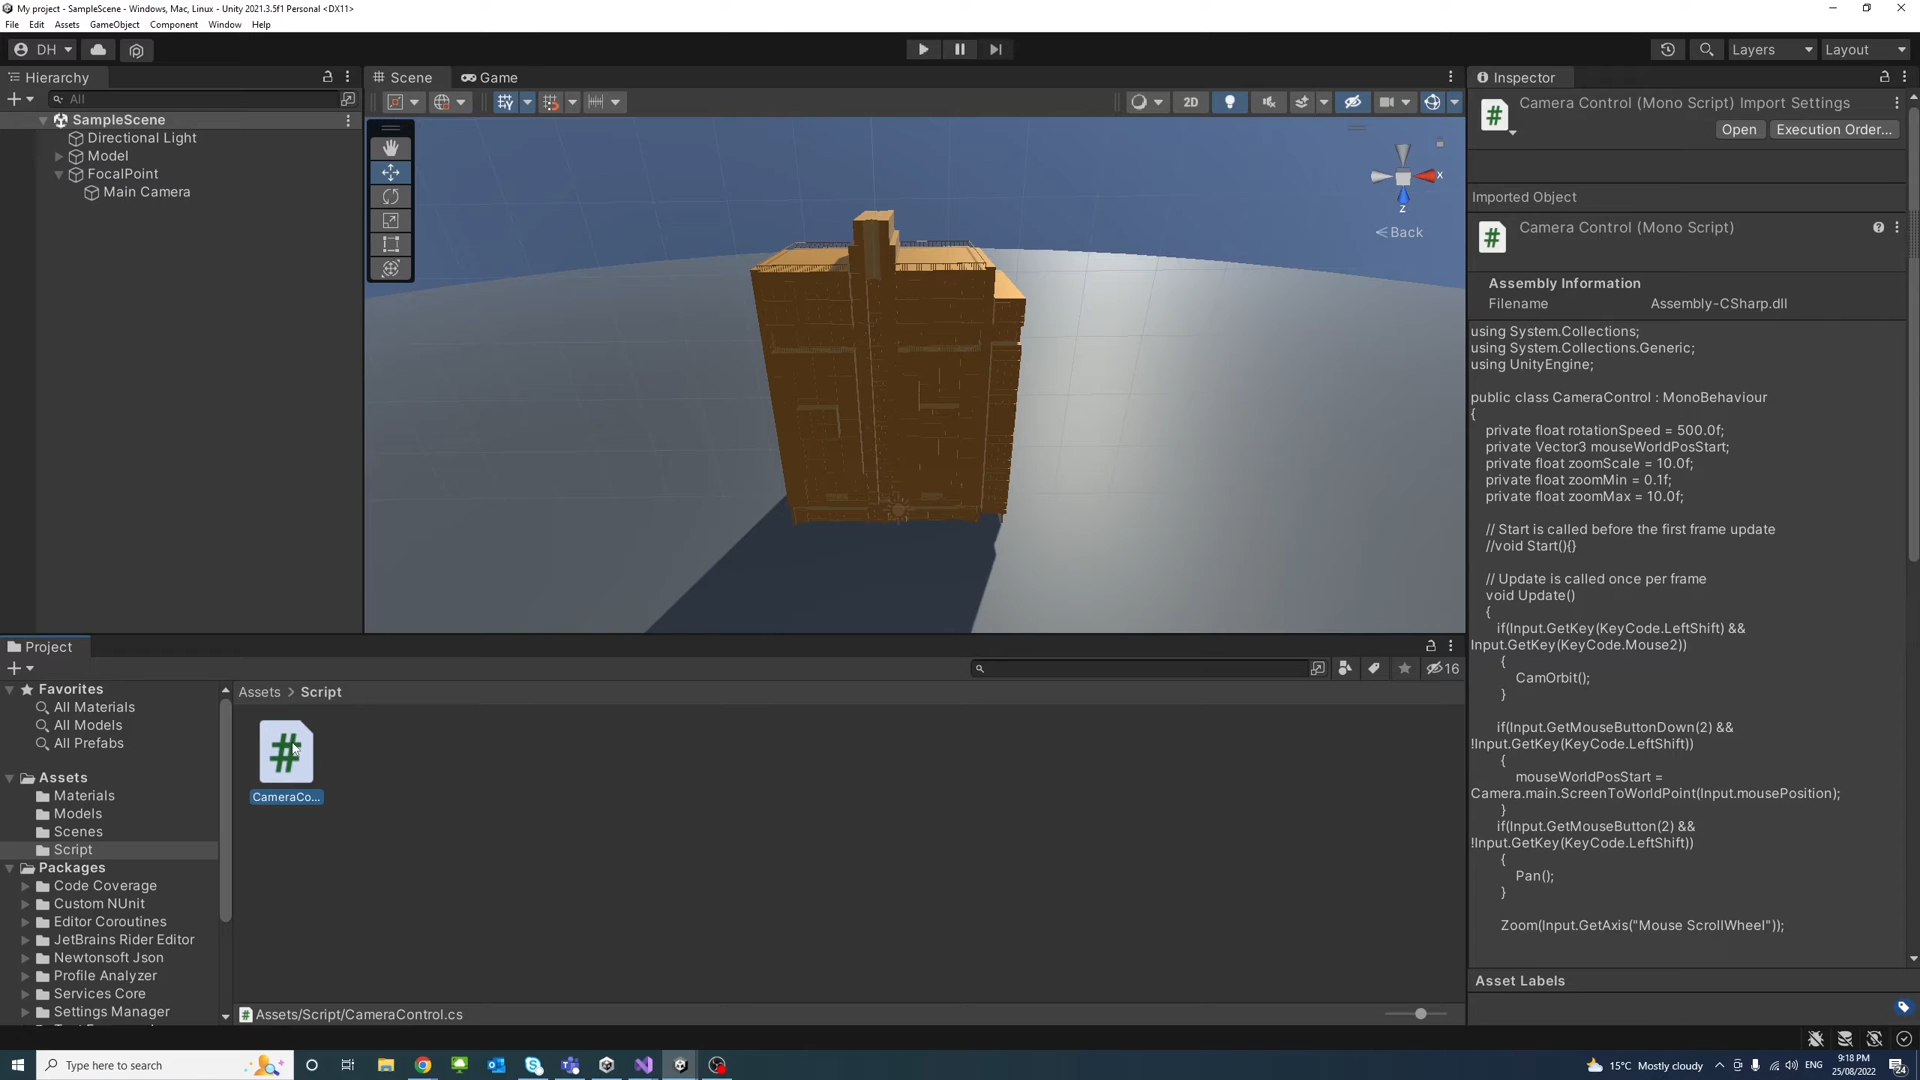 My project - SampleScene - Windows, Mac, Linux - Unity 2021.3.5f1 Personal <DX11>
File Edit Assets GameObject Component Window Help
DH
Layers
Layout
Hierarchy
All
SampleScene
Directional Light
Model
FocalPoint
Main Camera
Scene
Game
2D
X
Z
Back
Inspector
Camera Control (Mono Script) Import Settings
Open
Execution Order...
Imported Object
Camera Control (Mono Script)
Assembly Information
Filename Assembly-CSharp.dll
using System.Collections;
using System.Collections.Generic;
using UnityEngine;
public class CameraControl : MonoBehaviour
{
private float rotationSpeed = 500.0f;
private Vector3 mouseWorldPosStart;
private float zoomScale = 10.0f;
private float zoomMin = 0.1f;
private float zoomMax = 10.0f;
// Start is called before the first frame update
//void Start(){}
// Update is called once per frame
void Update()
{
if(Input.GetKey(KeyCode.LeftShift) &&
Input.GetKey(KeyCode.Mouse2))
{
CamOrbit();
}
if(Input.GetMouseButtonDown(2) &&
!Input.GetKey(KeyCode.LeftShift))
{
mouseWorldPosStart =
Camera.main.ScreenToWorldPoint(Input.mousePosition);
}
if(Input.GetMouseButton(2) &&
!Input.GetKey(KeyCode.LeftShift))
{
Pan();
}
Zoom(Input.GetAxis("Mouse ScrollWheel"));
Asset Labels
Project
16
Favorites
All Materials
All Models
All Prefabs
Assets
Materials
Models
Scenes
Script
Packages
Code Coverage
Custom NUnit
Editor Coroutines
JetBrains Rider Editor
Newtonsoft Json
Profile Analyzer
Services Core
Settings Manager
Assets > Script
#
CameraCo...
Assets/Script/CameraControl.cs
Type here to search
15°C Mostly cloudy
ENG
9:18 PM
25/08/2022
24